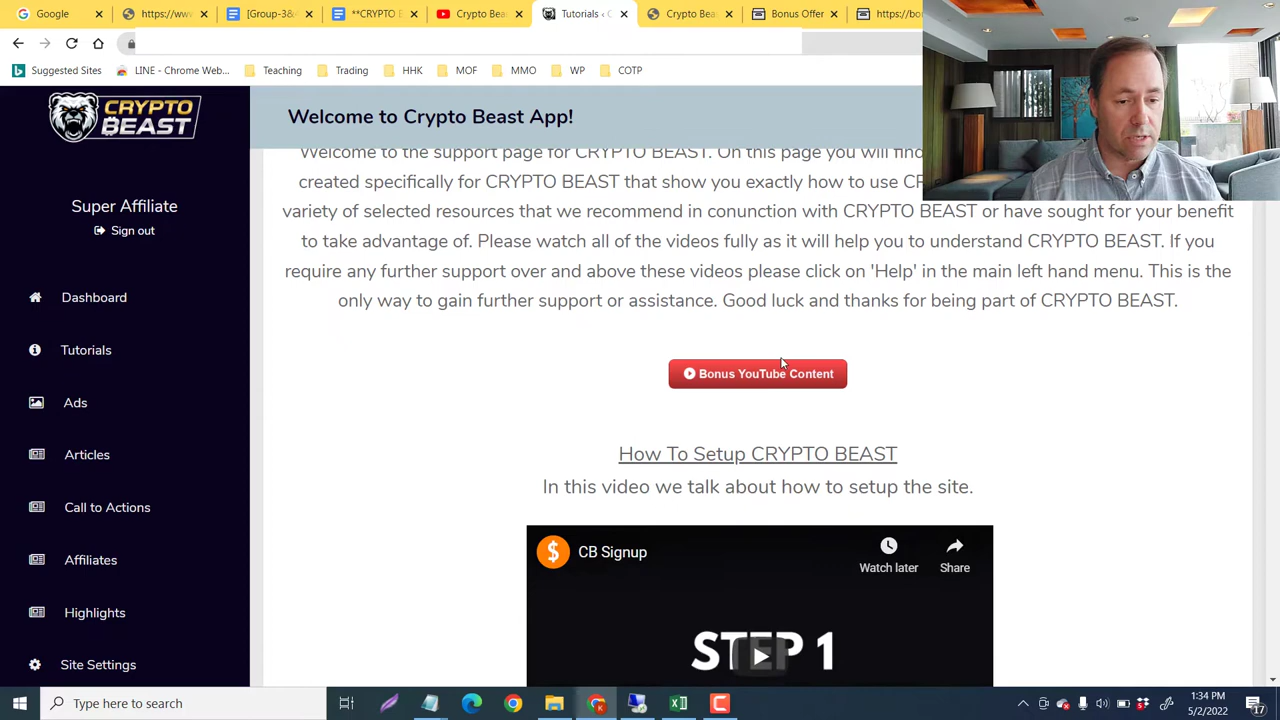 Google
https://www
[Group-3&4
**CRYPTO B
Crypto Beast
Tutorials ‹ C
Crypto Beas
Bonus Offer
https://bon
Suggested Sites
LINE - Chrome Web...
Teaching
Trading
HHK
MOF
MMO
WP
COTP
CRYPTO
BEAST
Welcome to Crypto Beast App!
Super Affiliate
Sign out
Dashboard
Tutorials
Ads
Articles
Call to Actions
Affiliates
Highlights
Site Settings
Welcome to the support page for CRYPTO BEAST. On this page you will find
created specifically for CRYPTO BEAST that show you exactly how to use CR
variety of selected resources that we recommend in conunction with CRYPTO BEAST or have sought for your benefit
to take advantage of. Please watch all of the videos fully as it will help you to understand CRYPTO BEAST. If you
require any further support over and above these videos please click on 'Help' in the main left hand menu. This is the
only way to gain further support or assistance. Good luck and thanks for being part of CRYPTO BEAST.
Bonus YouTube Content
How To Setup CRYPTO BEAST
In this video we talk about how to setup the site.
CB Signup
Watch later
Share
STEP 1
Type here to search
1:34 PM
5/2/2022
17